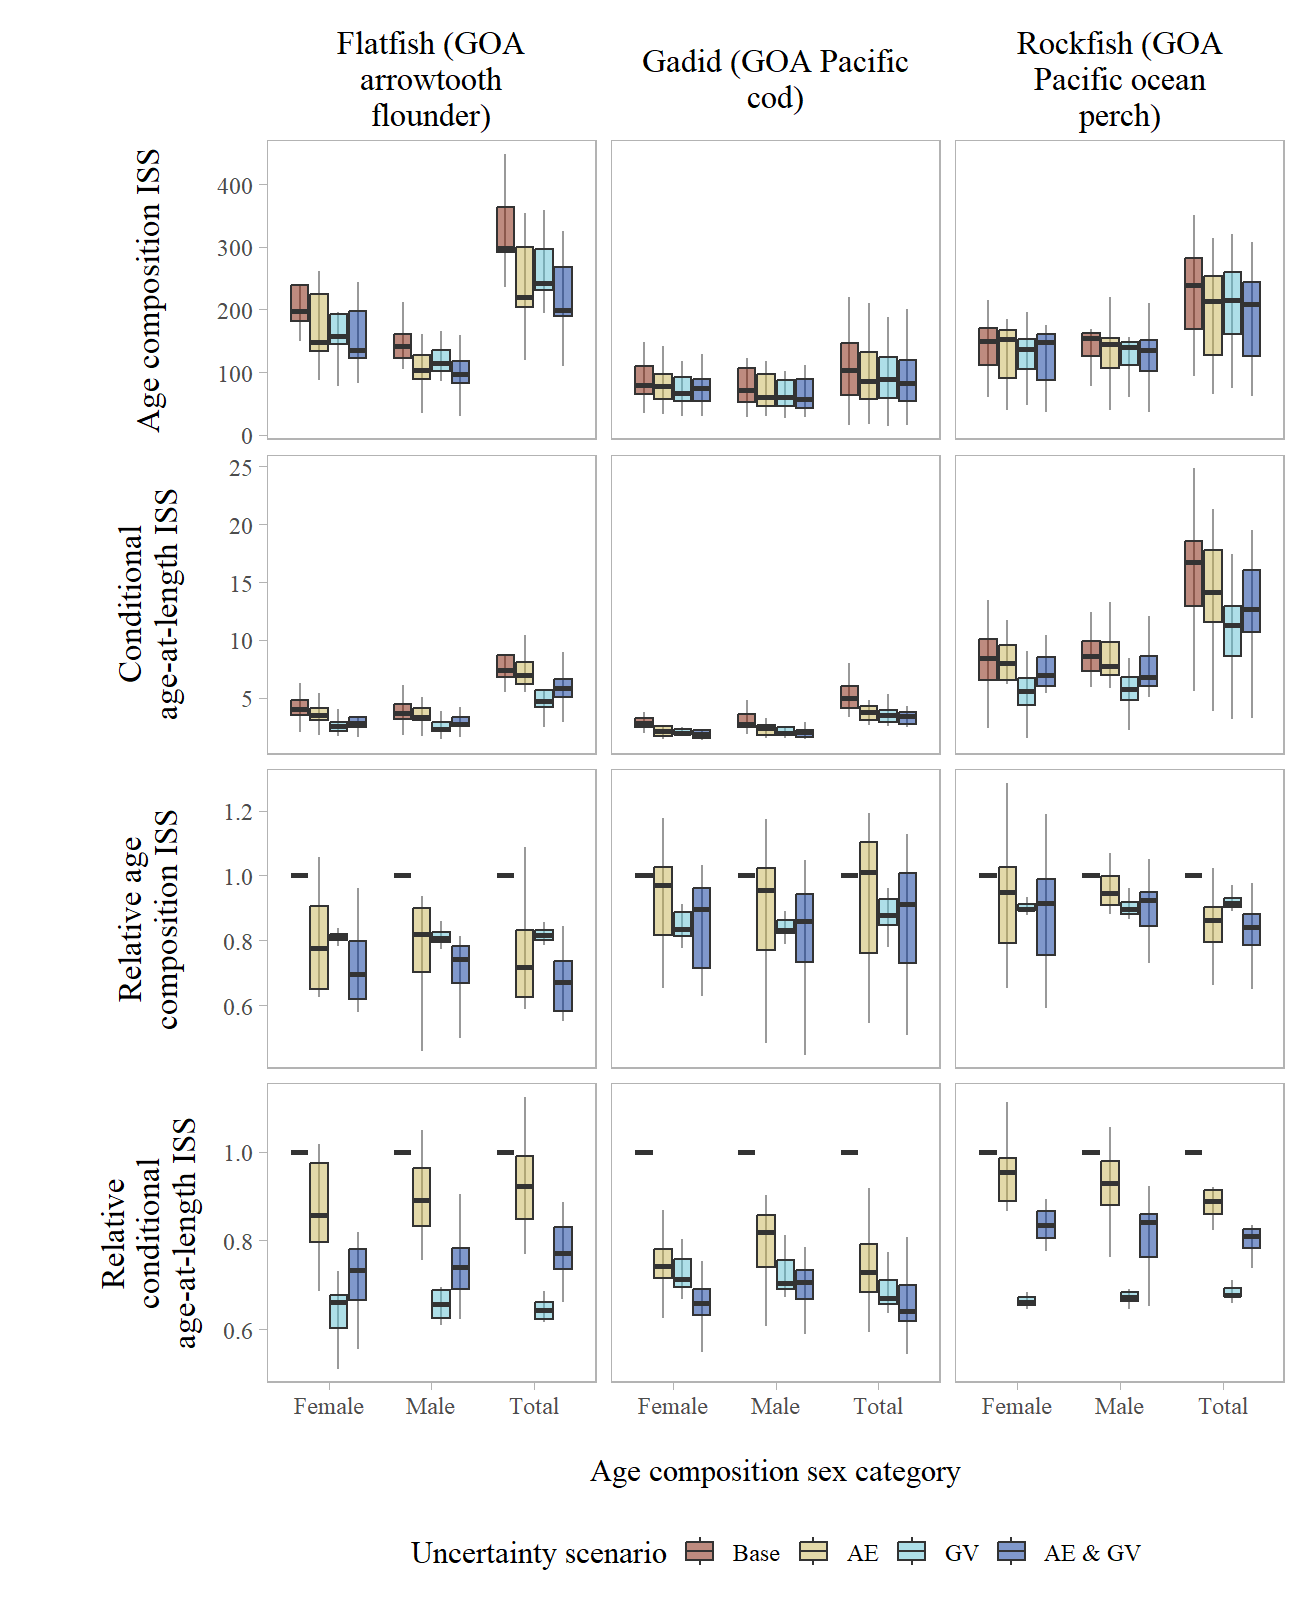 Flatfish (GOA
arrowtooth
flounder)
Gadid (GOA Pacific
cod)
Rockfish (GOA
Pacific ocean
perch)
Age composition ISS
400
300
200
100
0
Conditional
age-at-length ISS
25
20
15
10
5
Relative age
composition ISS
1.2
1.0
0.8
0.6
Relative
conditional
age-at-length ISS
1.0
0.8
0.6
Female Male Total
Female Male Total
Female Male Total
Age composition sex category
Uncertainty scenario Base AE GV AE & GV